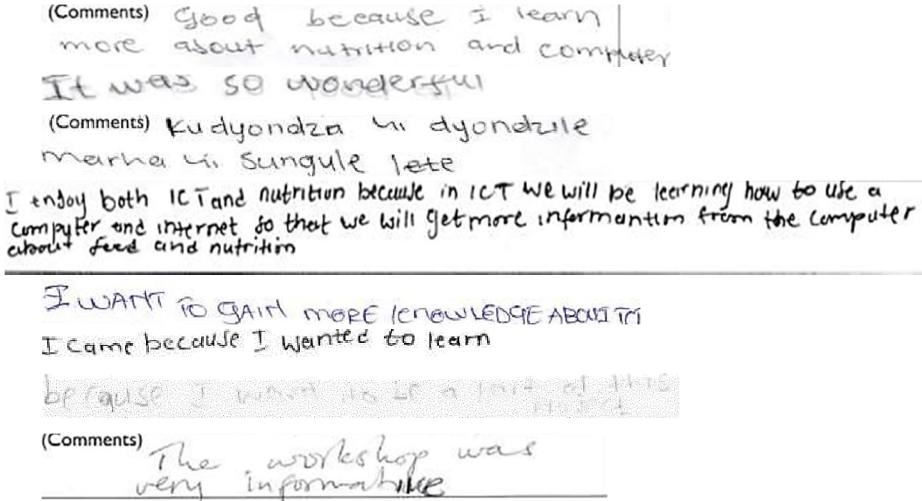 (Comments) Good because I learn
more about nutrition and computer
It was so wonderful
(Comments) Kudyondza hi dyondzile
marha hi sungule lete
I enjoy both ICT and nutrition because in ICT we will be learning how to use a
computer and internet so that we will get more informantion from the computer
about feed and nutrition
I WANT TO GAIN MORE KNOWLEDGE ABOUT
I came because I wanted to learn
because I want to be a part of this
project
(Comments)
The workshop was
very informative